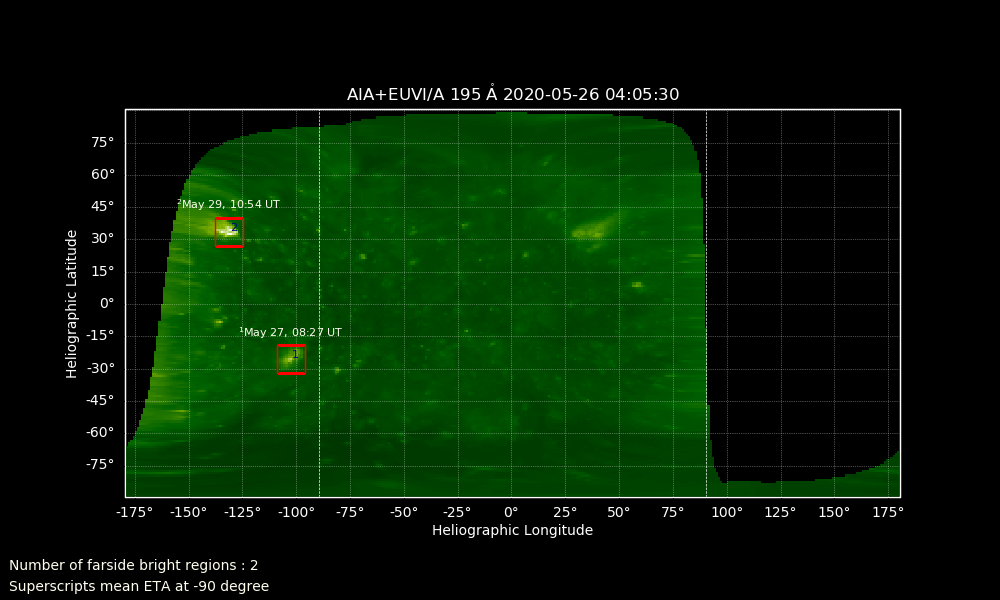 AIA+EUVI/A 195 Å 2020-05-26 04:05:30
75°
60°
²May 29, 10:54 UT
45°
2
30°
15°
0°
¹May 27, 08:27 UT
-15°
1
-30°
-45°
-60°
-75°
Heliographic Latitude
-175° -150° -125° -100° -75° -50° -25° 0° 25° 50° 75° 100° 125° 150° 175°
Heliographic Longitude
Number of farside bright regions : 2
Superscripts mean ETA at -90 degree